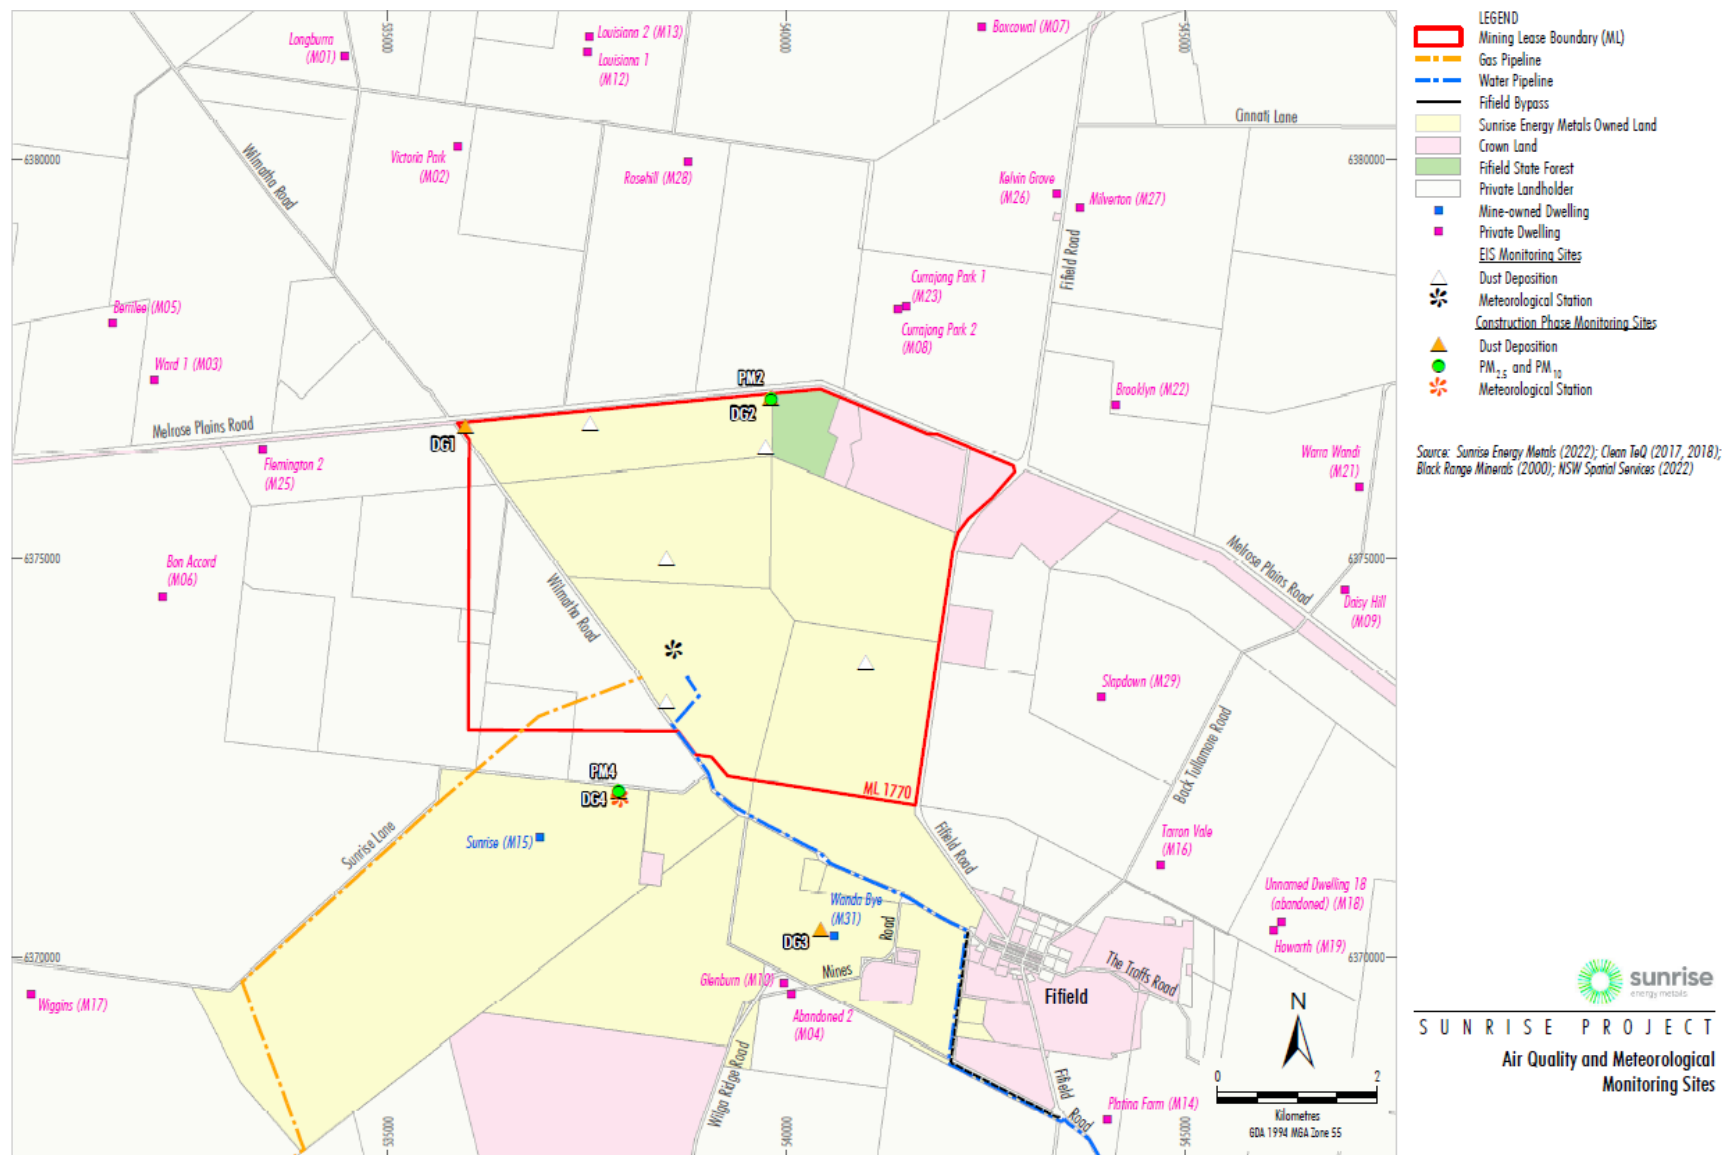 535000
540000
545000
Longburra
(M01)
Louisiana 2 (M13)
Louisiana 1
(M12)
Boxcowal (M07)
Cinnati Lane
6380000
6380000
Wilmatha Road
Victoria Park
(M02)
Rosehill (M28)
Kelvin Grove
(M26)
Milverton (M27)
Fifield Road
Currajong Park 1
(M23)
Currajong Park 2
(M08)
Berrilee (M05)
Ward 1 (M03)
Brooklyn (M22)
PM2
DG2
DG1
Melrose Plains Road
Flemington 2
(M25)
Warra Wandi
(M21)
Melrose Plains Road
6375000
6375000
Bon Accord
(M06)
Wilmatha Road
Daisy Hill
(M09)
Slapdown (M29)
Back Tullamore Road
PM4
DG4
ML 1770
Sunrise Lane
Sunrise (M15)
Fifield Road
Tarron Vale
(M16)
Unnamed Dwelling 18
(abandoned) (M18)
Howarth (M19)
Wanda Bye
(M31)
DG3
Mines Road
6370000
6370000
The Troffs Road
Fifield
Wiggins (M17)
Glenburn (M10)
Abandoned 2
(M04)
Wilga Ridge Road
Fifield Road
Platina Farm (M14)
535000
540000
545000
N
0 2
Kilometres
GDA 1994 MGA Zone 55
LEGEND
Mining Lease Boundary (ML)
Gas Pipeline
Water Pipeline
Fifield Bypass
Sunrise Energy Metals Owned Land
Crown Land
Fifield State Forest
Private Landholder
Mine-owned Dwelling
Private Dwelling
EIS Monitoring Sites
Dust Deposition
Meteorological Station
Construction Phase Monitoring Sites
Dust Deposition
PM2.5 and PM10
Meteorological Station
Source: Sunrise Energy Metals (2022); Clean TeQ (2017, 2018);
Black Range Minerals (2000); NSW Spatial Services (2022)
sunrise
energy metals
SUNRISE PROJECT
Air Quality and Meteorological
Monitoring Sites